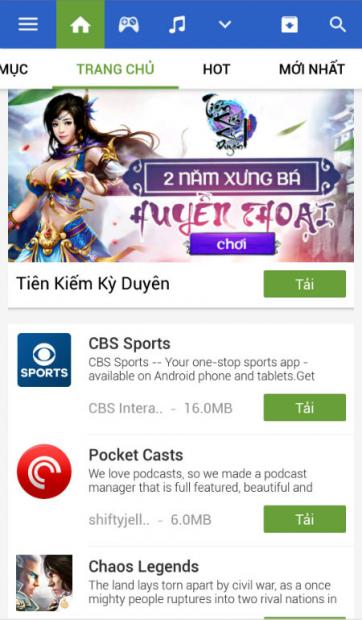 MỤC TRANG CHỦ HOT MỚI NHẤT
Tiên Kiếm Kỳ Duyên
2 NĂM XƯNG BÁ
HUYỀN THOẠI
chơi
Tiên Kiếm Kỳ Duyên Tải
CBS Sports
CBS Sports -- Your one-stop sports app -
available on Android phone and tablets.Get
SPORTS
CBS Intera.. - 16.0MB Tải
Pocket Casts
We love podcasts, so we made a podcast
manager that is full featured, beautiful and
shiftyjell.. - 6.0MB Tải
Chaos Legends
The land lays torn apart by civil war, as a once
mighty people ruptures into two rival nations in